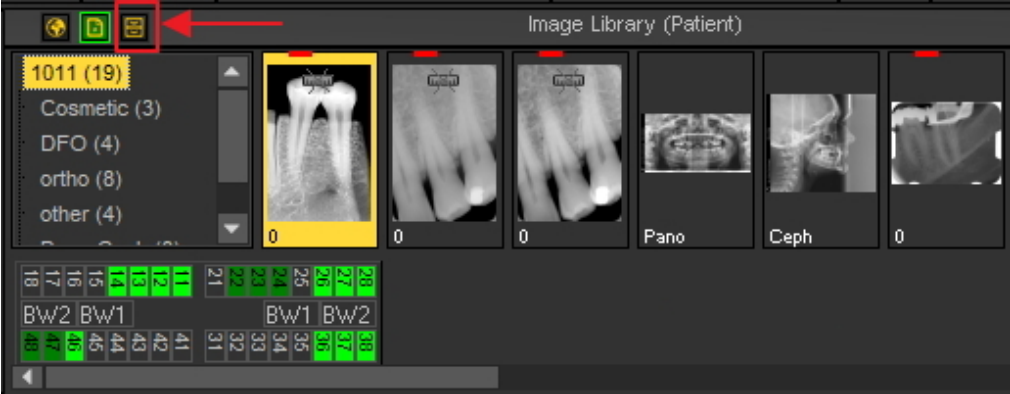 Image Library (Patient)
1011 (19)
Cosmetic (3)
DFO (4)
ortho (8)
other (4)
0
0
0
Pano
Ceph
0
18 17 16 15 14 13 12 11 21 22 23 24 25 26 27 28
BW2 BW1 BW1 BW2
48 47 46 45 44 43 42 41 31 32 33 34 35 36 37 38